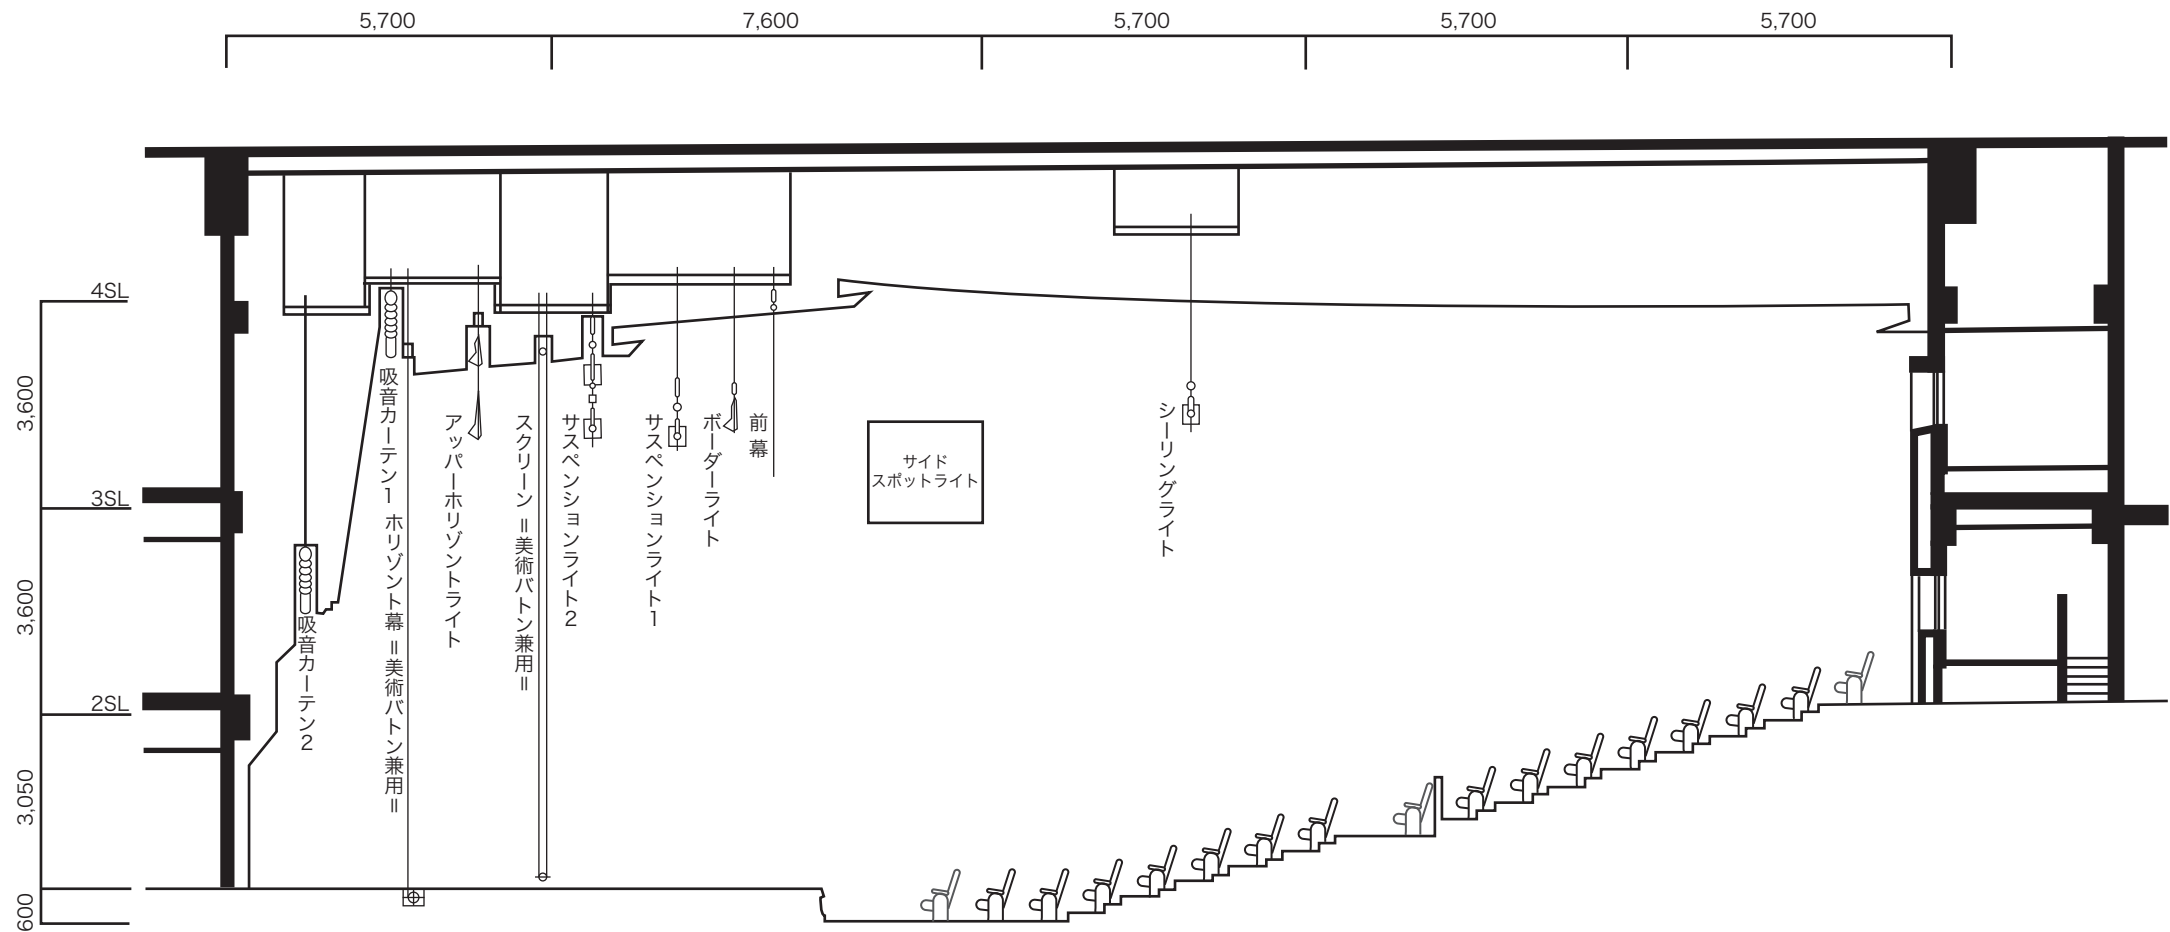 5,700
7,600
5,700
5,700
5,700
4SL
3,600
3SL
3,600
2SL
3,050
600
吸音カーテン2
吸音カーテン1
ホリゾント幕 =美術バトン兼用=
アッパーホリゾントライト
スクリーン =美術バトン兼用=
サスペンションライト2
サスペンションライト1
ボーダーライト
前幕
サイド
スポットライト
シーリングライト